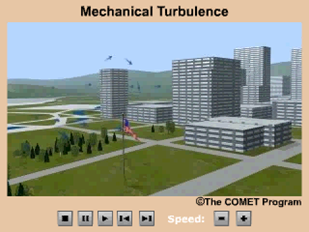 Mechanical Turbulence
©The COMET Program
Speed: